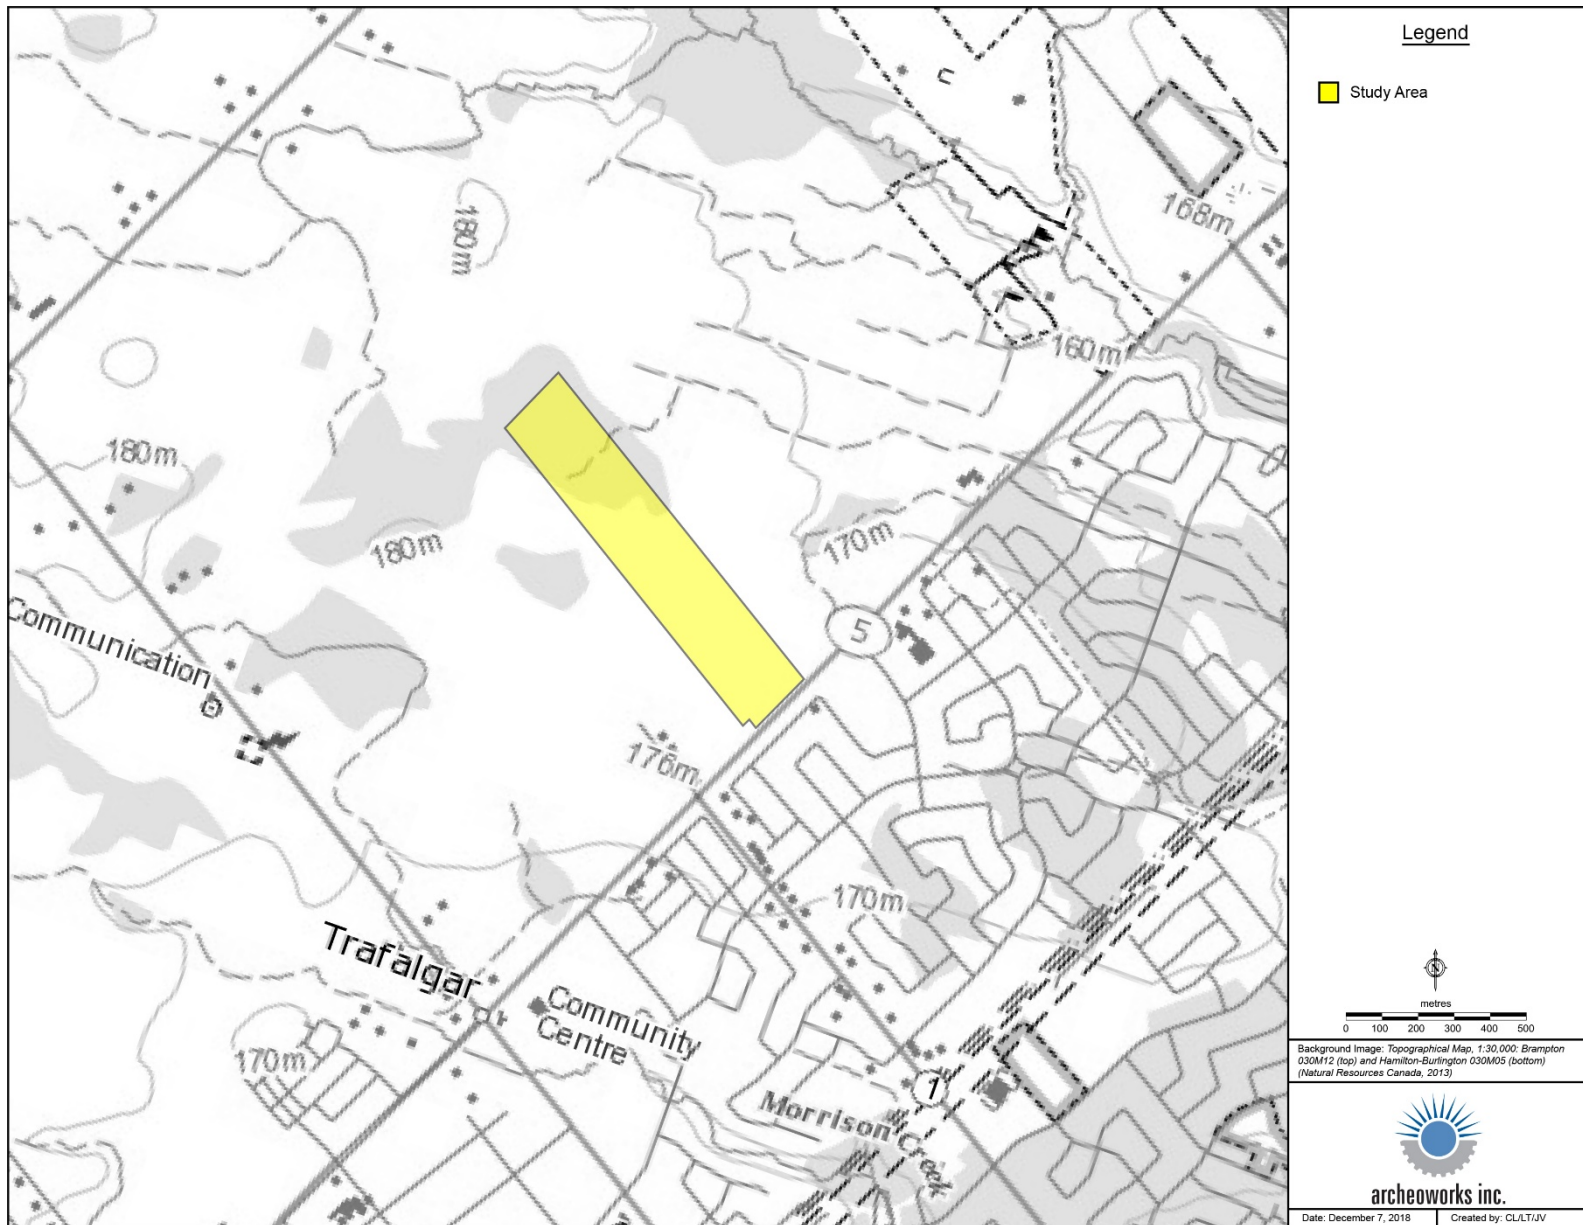 Legend
Study Area
180m
168m
160m
180m
180m
170m
Communication
5
176m
170m
Trafalgar
Community
Centre
170m
1
Morrison Creek
N
metres
0 100 200 300 400 500
Background Image: Topographical Map, 1:30,000: Brampton
030M12 (top) and Hamilton-Burlington 030M05 (bottom)
(Natural Resources Canada, 2013)
archeoworks inc.
Date: December 7, 2018
Created by: CL/LT/JV